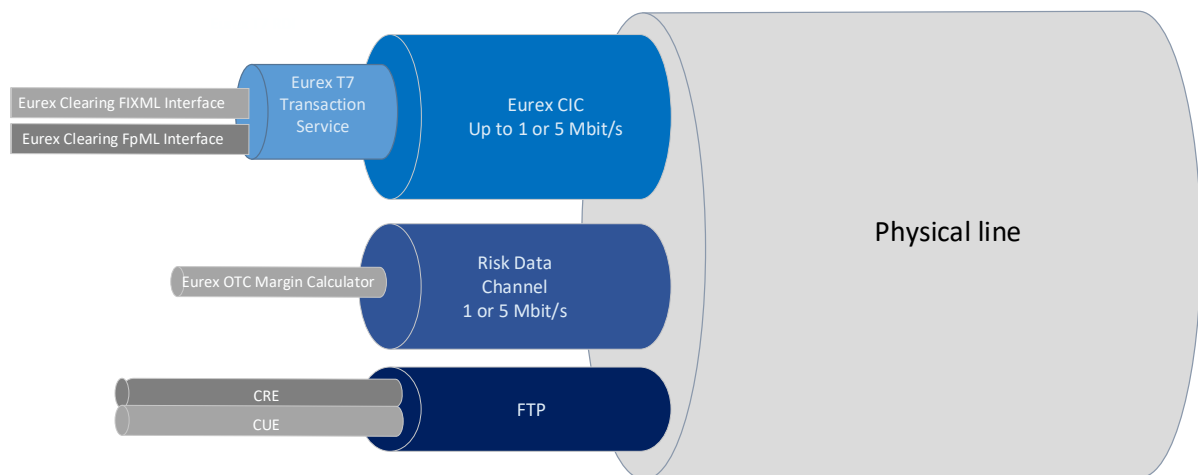 Eurex Clearing FIXML Interface
Eurex Clearing FpML Interface
Eurex T7
Transaction
Service
Eurex CIC
Up to 1 or 5 Mbit/s
Eurex OTC Margin Calculator
Risk Data
Channel
1 or 5 Mbit/s
CRE
CUE
FTP
Physical line